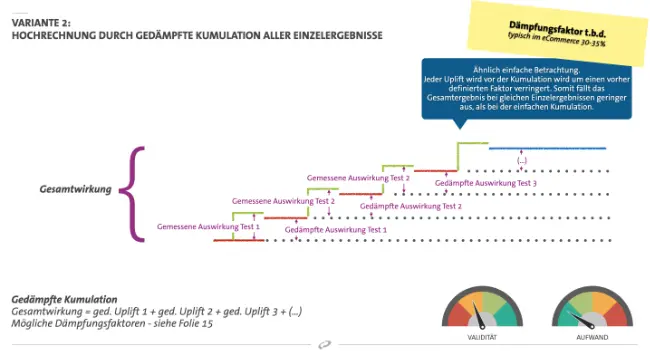 VARIANTE 2:
HOCHRECHNUNG DURCH GEDÄMPFTE KUMULATION ALLER EINZELERGEBNISSE
Dämpfungsfaktor t.b.d.
typisch im eCommerce 30-35%
Ähnlich einfache Betrachtung.
Jeder Uplift wird vor der Kumulation wird um einen vorher
definierten Faktor verringert. Somit fällt das
Gesamtergebnis bei gleichen Einzelergebnissen geringer
aus, als bei der einfachen Kumulation.
(...)
Gemessene Auswirkung Test 2
Gedämpfte Auswirkung Test 3
Gesamtwirkung
Gemessene Auswirkung Test 2
Gedämpfte Auswirkung Test 2
Gemessene Auswirkung Test 1
Gedämpfte Auswirkung Test 1
Gedämpfte Kumulation
Gesamtwirkung = ged. Uplift 1 + ged. Uplift 2 + ged. Uplift 3 + (...)
Mögliche Dämpfungsfaktoren - siehe Folie 15
VALIDITÄT
AUFWAND